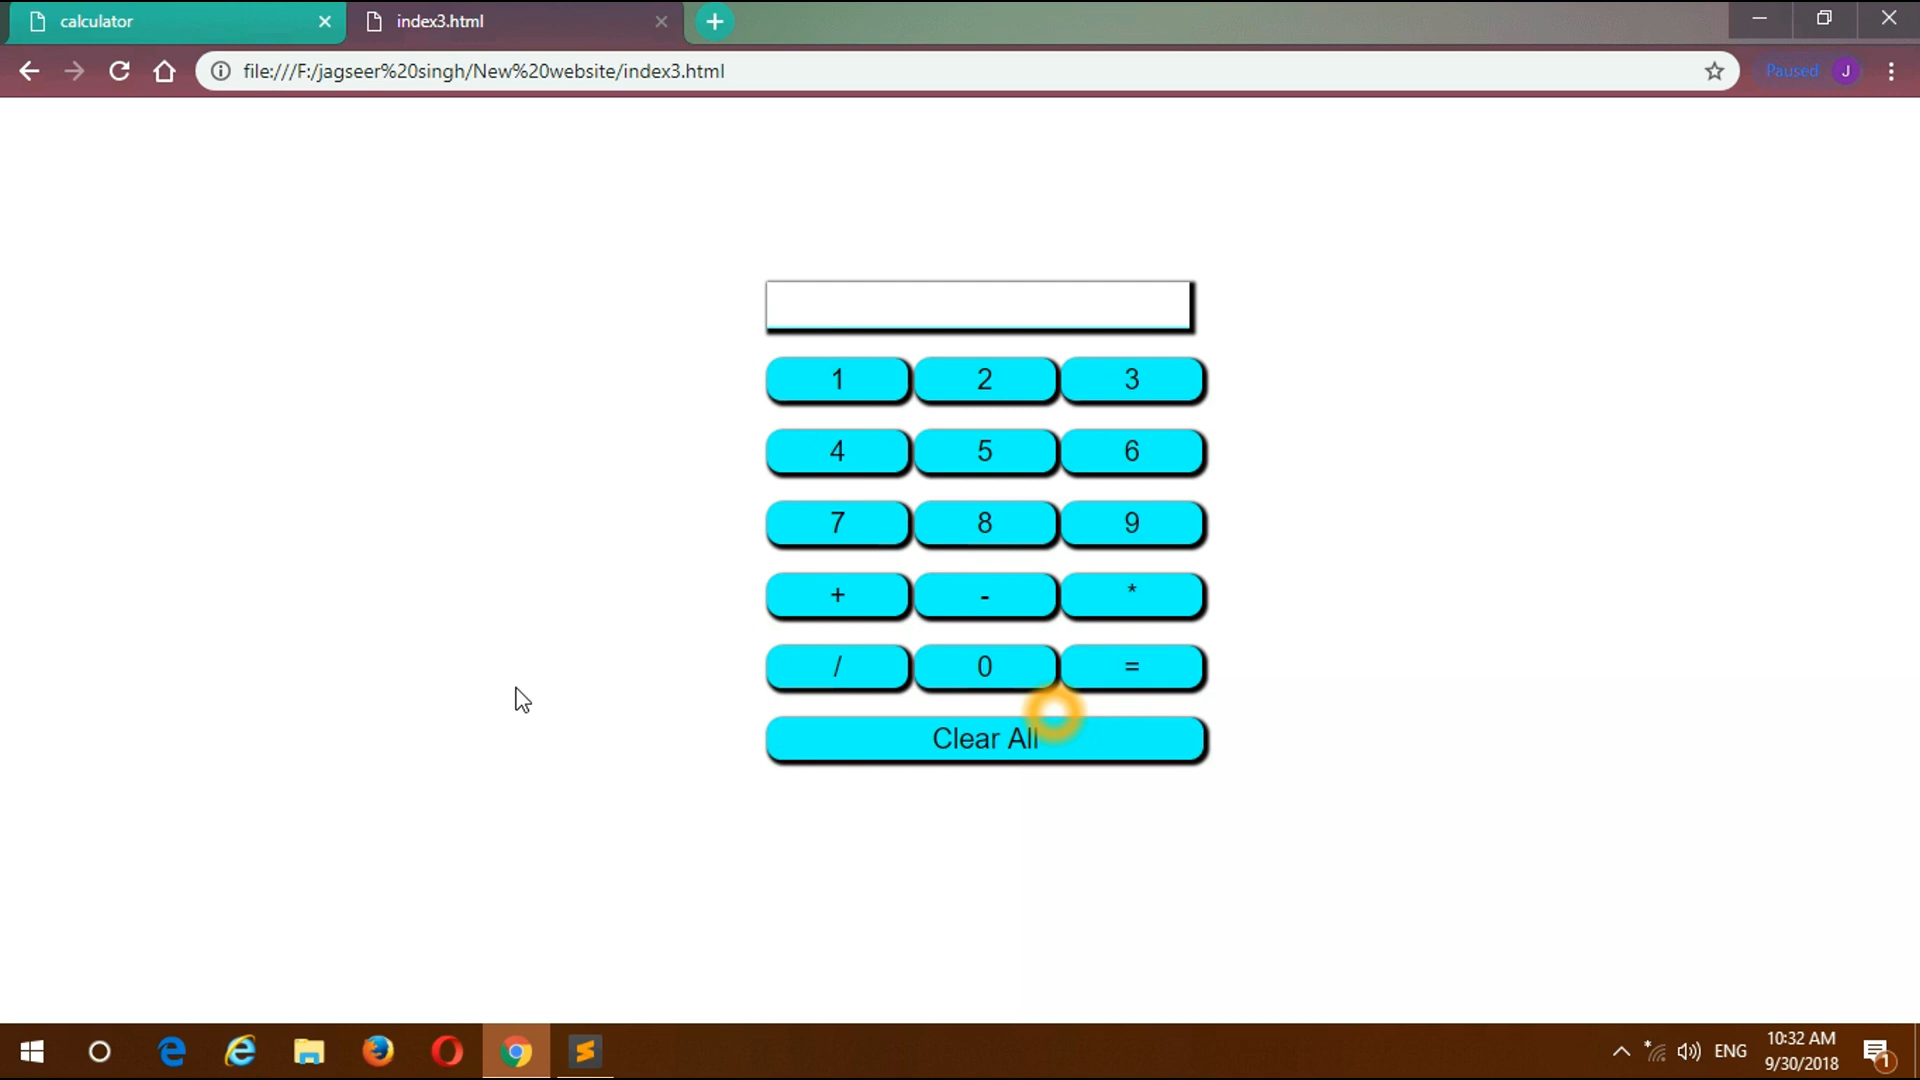 calculator
index3.html
file:///F:/jagseer%20singh/New%20website/index3.html
Paused J
1 2 3
4 5 6
7 8 9
+ - *
/ 0 =
Clear All
ENG
10:32 AM
9/30/2018
1